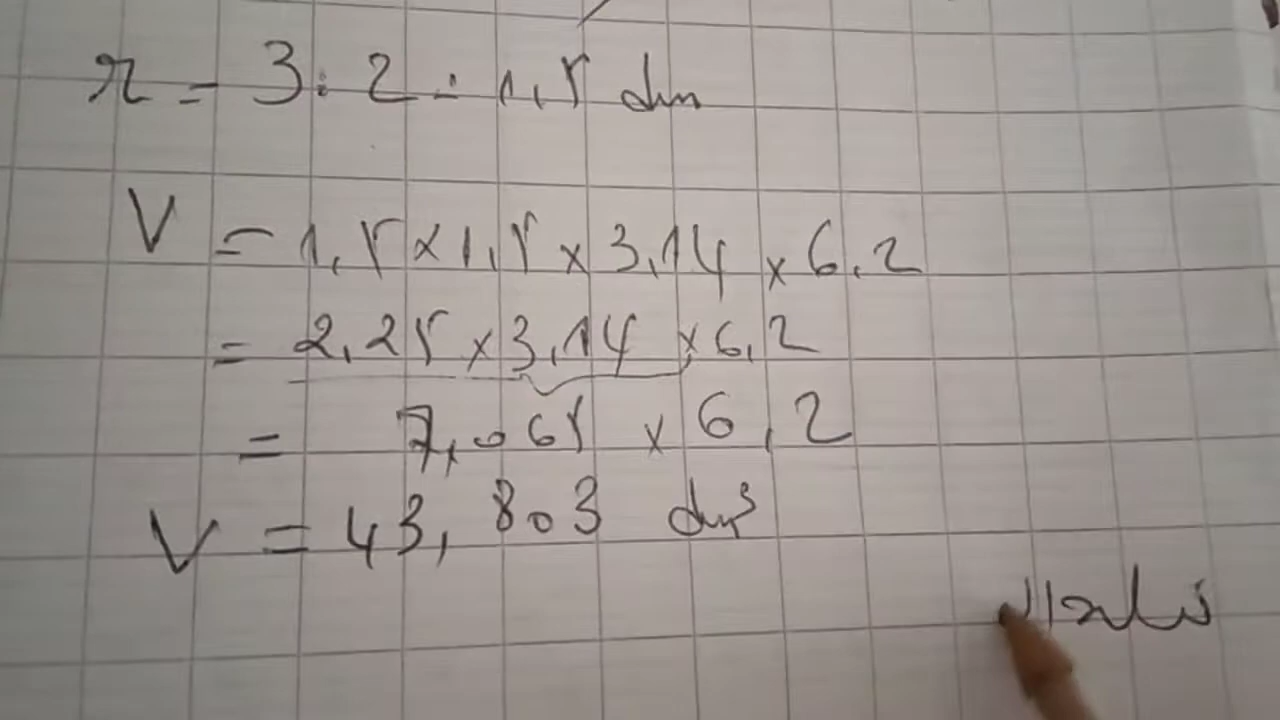 r = 3 : 2 = 1,5 dm
V = 1,5 x 1,5 x 3,14 x 6,2
= 2,25 x 3,14 x 6,2
= 7,065 x 6,2
V = 43,803 dm³